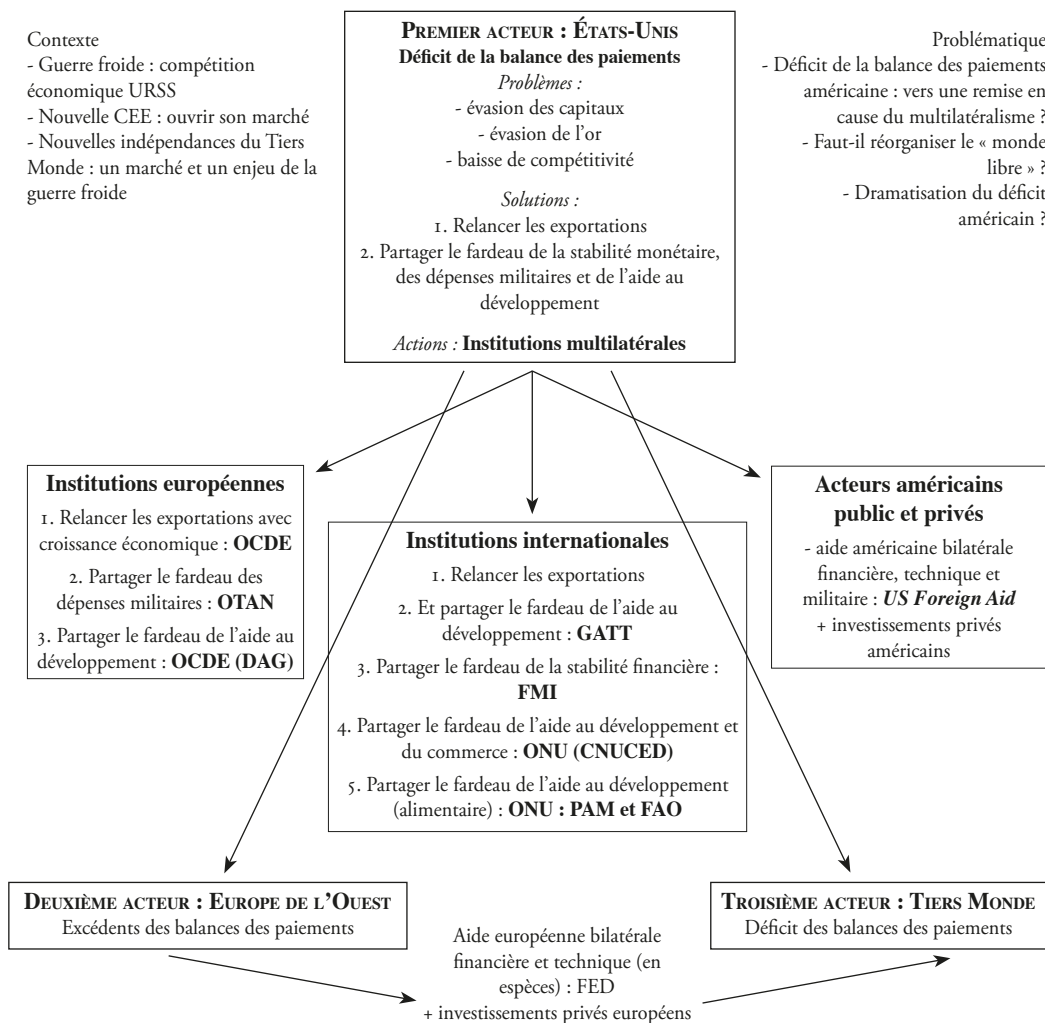 Contexte
- Guerre froide : compétition
économique URSS
- Nouvelle CEE : ouvrir son marché
- Nouvelles indépendances du Tiers
Monde : un marché et un enjeu de la
guerre froide
PREMIER ACTEUR : ÉTATS-UNIS
Déficit de la balance des paiements
Problèmes :
- évasion des capitaux
- évasion de l’or
- baisse de compétitivité
Solutions :
1. Relancer les exportations
2. Partager le fardeau de la stabilité monétaire,
des dépenses militaires et de l’aide au
développement
Actions : Institutions multilatérales
Problématique
- Déficit de la balance des paiements
américaine : vers une remise en
cause du multilatéralisme ?
- Faut-il réorganiser le « monde
libre » ?
- Dramatisation du déficit
américain ?
Institutions européennes
1. Relancer les exportations avec
croissance économique : OCDE
2. Partager le fardeau des
dépenses militaires : OTAN
3. Partager le fardeau de l’aide au
développement : OCDE (DAG)
Institutions internationales
1. Relancer les exportations
2. Et partager le fardeau de l’aide au
développement : GATT
3. Partager le fardeau de la stabilité financière :
FMI
4. Partager le fardeau de l’aide au développement et
du commerce : ONU (CNUCED)
5. Partager le fardeau de l’aide au développement
(alimentaire) : ONU : PAM et FAO
Acteurs américains
public et privés
- aide américaine bilatérale
financière, technique et
militaire : US Foreign Aid
+ investissements privés
américains
DEUXIÈME ACTEUR : EUROPE DE L’OUEST
Excédents des balances des paiements
Aide européenne bilatérale
financière et technique (en
espèces) : FED
+ investissements privés européens
TROISIÈME ACTEUR : TIERS MONDE
Déficit des balances des paiements